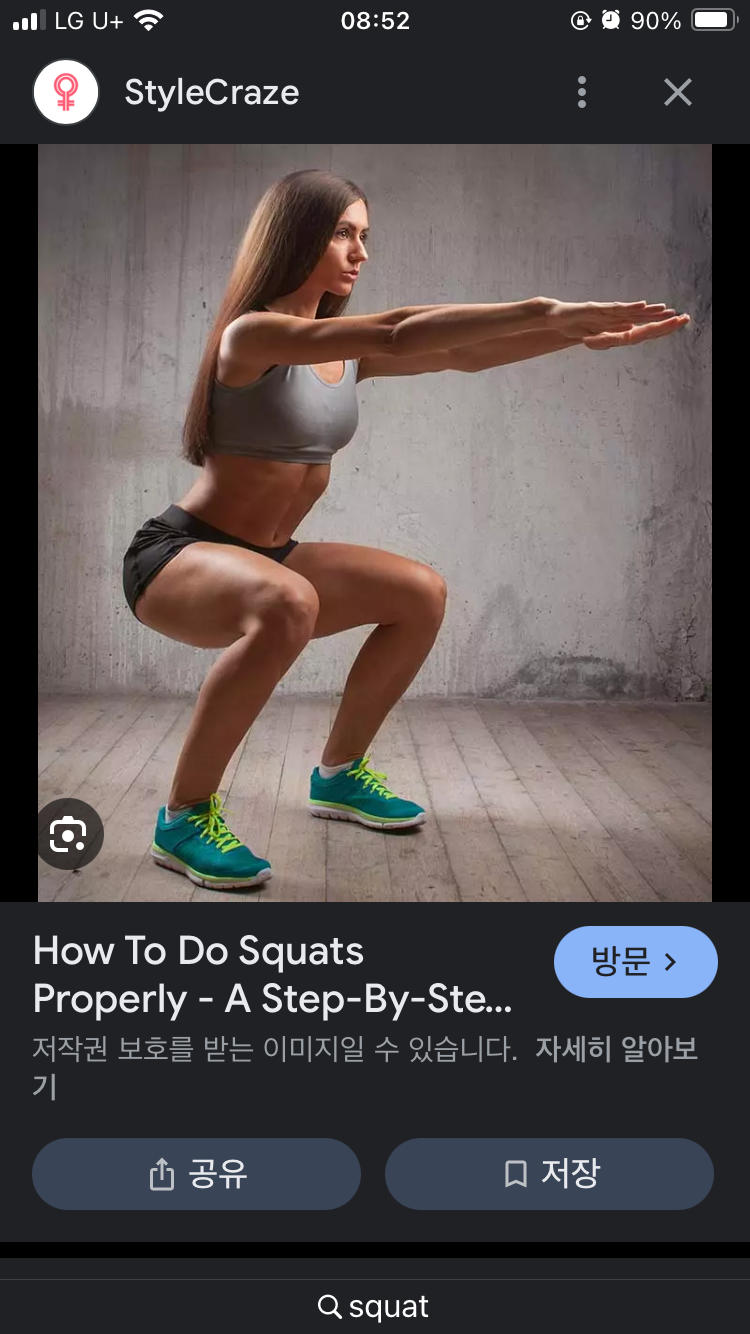 LG U+ 08:52 90%
StyleCraze
How To Do Squats
Properly - A Step-By-Ste...
방문
저작권 보호를 받는 이미지일 수 있습니다. 자세히 알아보
기
공유
저장
squat